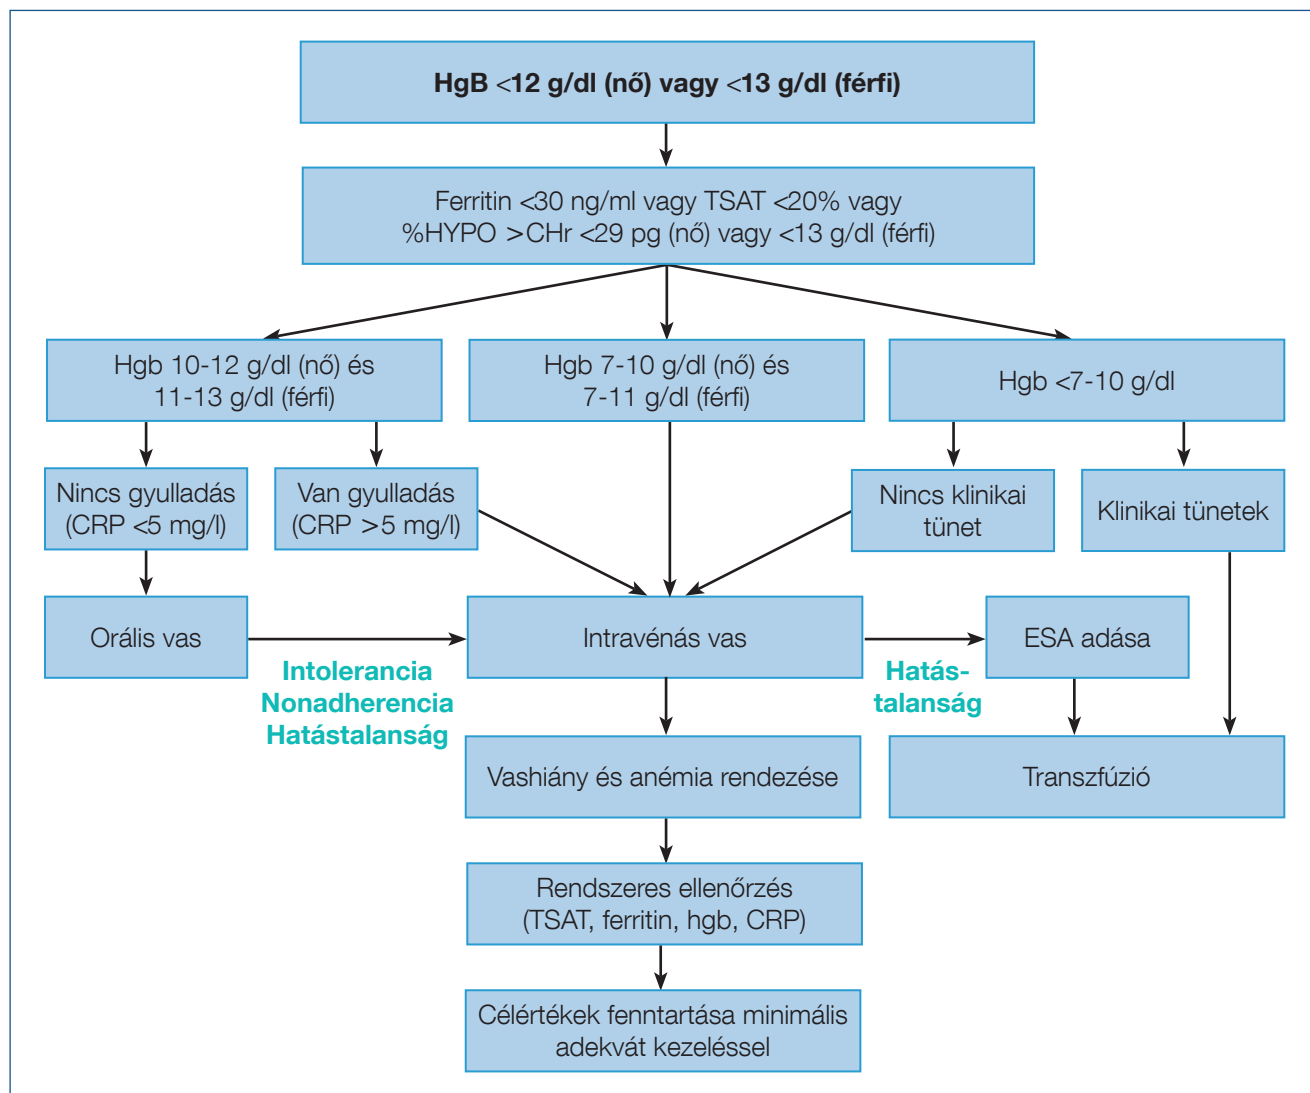 HgB <12 g/dl (nő) vagy <13 g/dl (férfi)
Ferritin <30 ng/ml vagy TSAT <20% vagy
%HYPO >CHr <29 pg (nő) vagy <13 g/dl (férfi)
Hgb 10-12 g/dl (nő) és
11-13 g/dl (férfi)
Hgb 7-10 g/dl (nő) és
7-11 g/dl (férfi)
Hgb <7-10 g/dl
Nincs gyulladás
(CRP <5 mg/l)
Van gyulladás
(CRP >5 mg/l)
Nincs klinikai
tünet
Klinikai tünetek
Orális vas
Intolerancia
Nonadherencia
Hatástalanság
Intravénás vas
Hatás-
talanság
ESA adása
Vashiány és anémia rendezése
Transzfúzió
Rendszeres ellenőrzés
(TSAT, ferritin, hgb, CRP)
Célértékek fenntartása minimális
adekvát kezeléssel